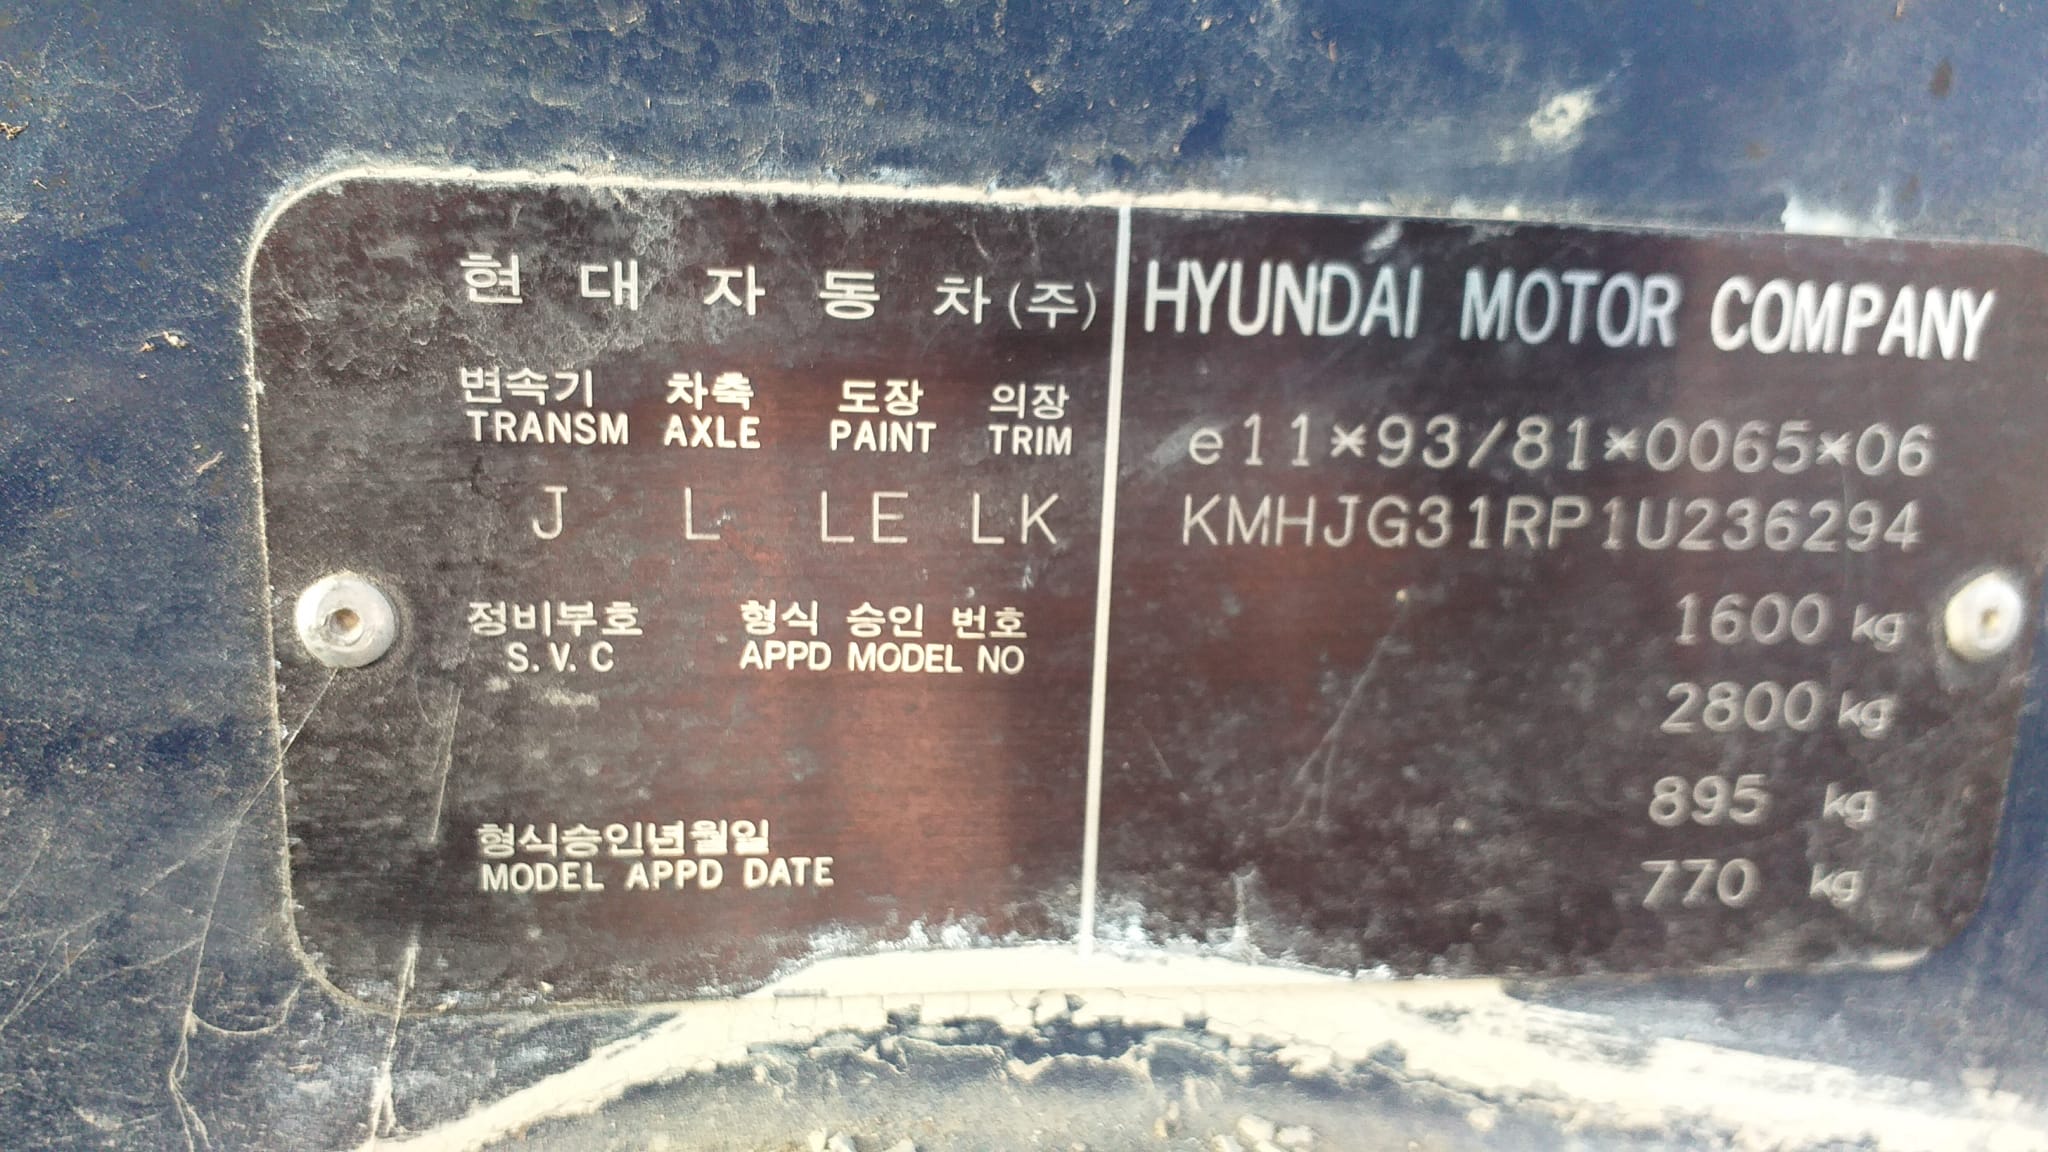 현대자동차(주)
변속기 차축 도장 의장
TRANSM AXLE PAINT TRIM
J L LE LK
정비부호 형식 승인 번호
S.V.C APPD MODEL NO
형식승인년월일
MODEL APPD DATE
HYUNDAI MOTOR COMPANY
e11*93/81*0065*06
KMHJG31RP1U236294
1600 kg
2800 kg
895 kg
770 kg